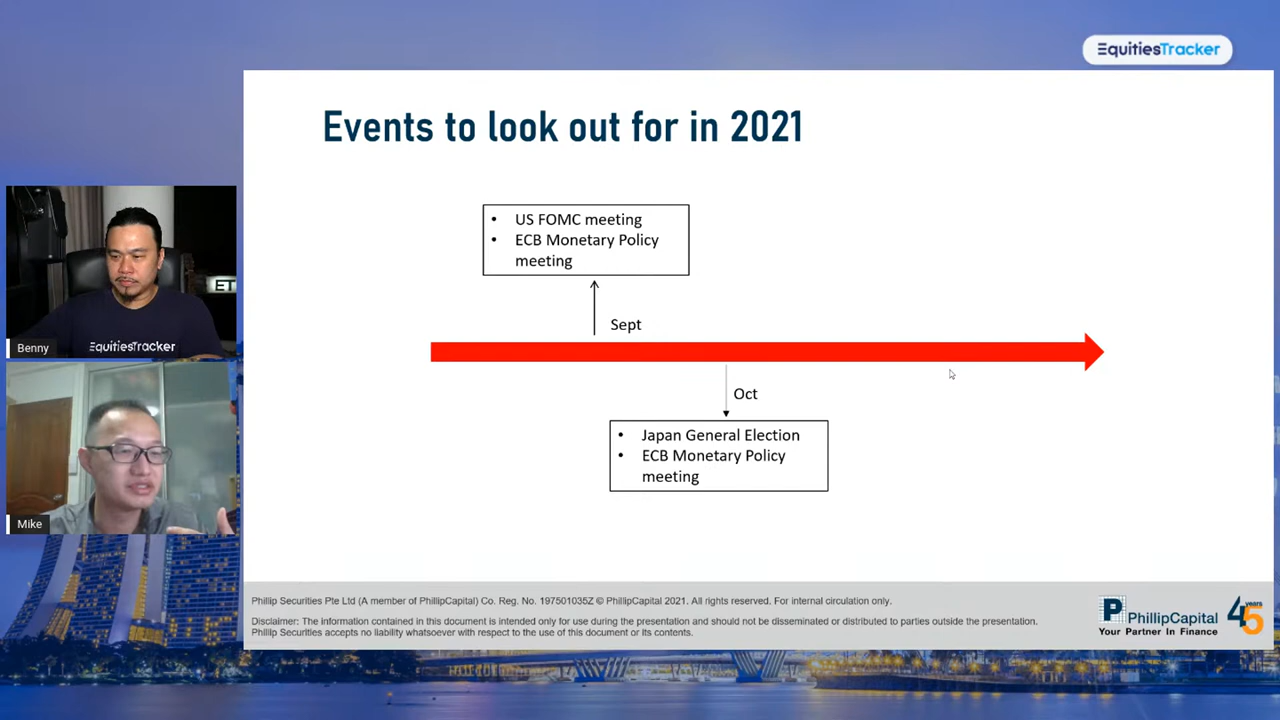 EquitiesTracker
Events to look out for in 2021
• US FOMC meeting
• ECB Monetary Policy
meeting
Sept
Oct
• Japan General Election
• ECB Monetary Policy
meeting
ET
EquitiesTracker
Benny
Mike
Phillip Securities Pte Ltd (A member of PhillipCapital) Co. Reg. No. 197501035Z © PhillipCapital 2021. All rights reserved. For internal circulation only.
Disclaimer: The information contained in this document is intended only for use during the presentation and should not be disseminated or distributed to parties outside the presentation.
Phillip Securities accepts no liability whatsoever with respect to the use of this document or its contents.
P PhillipCapital
Your Partner In Finance
45 years